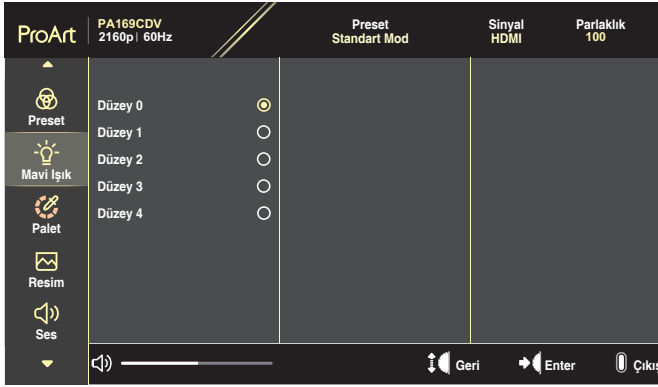 ProArt
PA169CDV
2160p | 60Hz
Preset
Standart Mod
Sinyal
HDMI
Parlaklık
100
Preset
Mavi Işık
Palet
Resim
Ses
Düzey 0
Düzey 1
Düzey 2
Düzey 3
Düzey 4
Geri
Enter
Çıkış